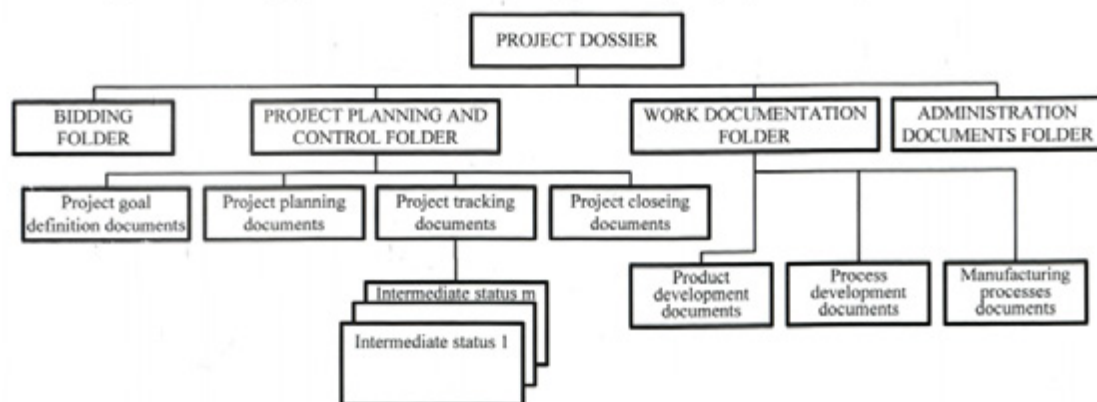 PROJECT DOSSIER
BIDDING
FOLDER
PROJECT PLANNING AND
CONTROL FOLDER
WORK DOCUMENTATION
FOLDER
ADMINISTRATION
DOCUMENTS FOLDER
Project goal
definition documents
Project planning
documents
Project tracking
documents
Project closeing
documents
Product
development
documents
Process
development
documents
Manufacturing
processes
documents
Intermediate status m
Intermediate status 1